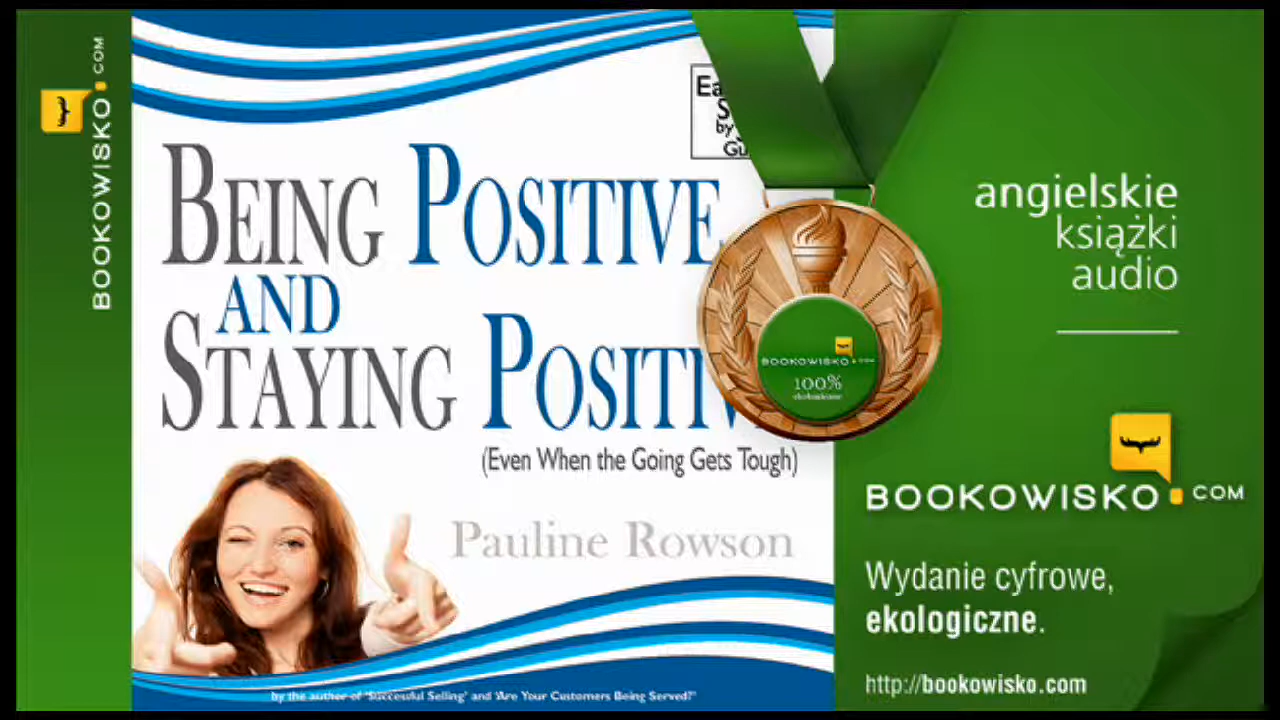 BOOKOWISKO.COM
BEING POSITIVE
AND
STAYING
(Even When the Going Gets Tough)
Pauline Rowson
by the author of 'Successful Selling' and 'Are Your Customers Being Served?'
by
BOOKOWISKO.COM
100%
angielskie
książki
audio
BOOKOWISKO.COM
Wydanie cyfrowe,
ekologiczne.
http://bookowisko.com